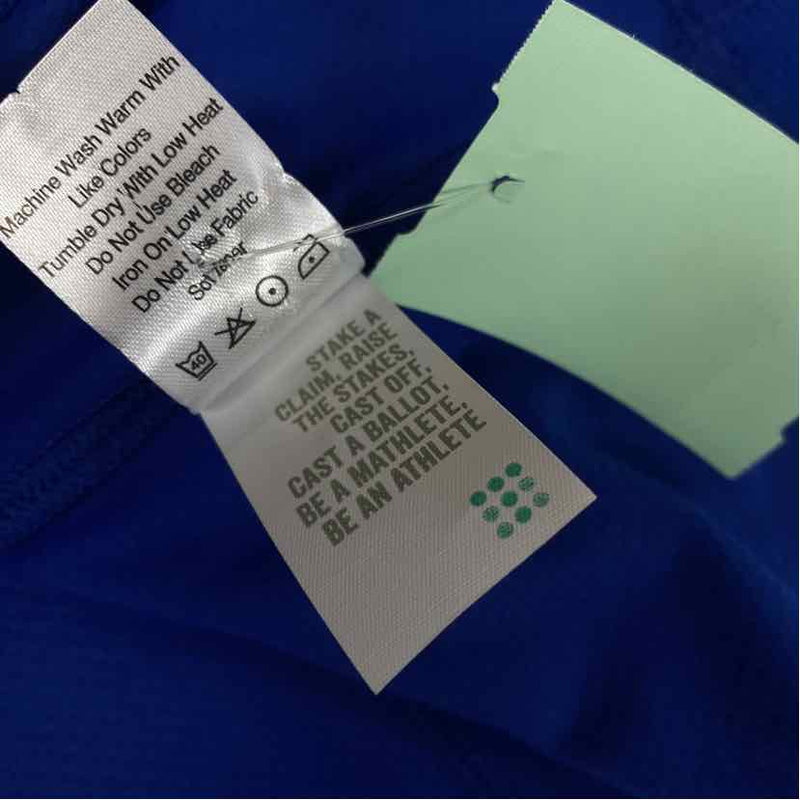 Machine Wash Warm With
Like Colors
Tumble Dry With Low Heat
Do Not Use Bleach
Iron On Low Heat
Do Not Use Fabric
Softener
40
STAKE A
CLAIM, RAISE
THE STAKES,
CAST OFF,
CAST A BALLOT,
BE A MATHLETE,
BE AN ATHLETE